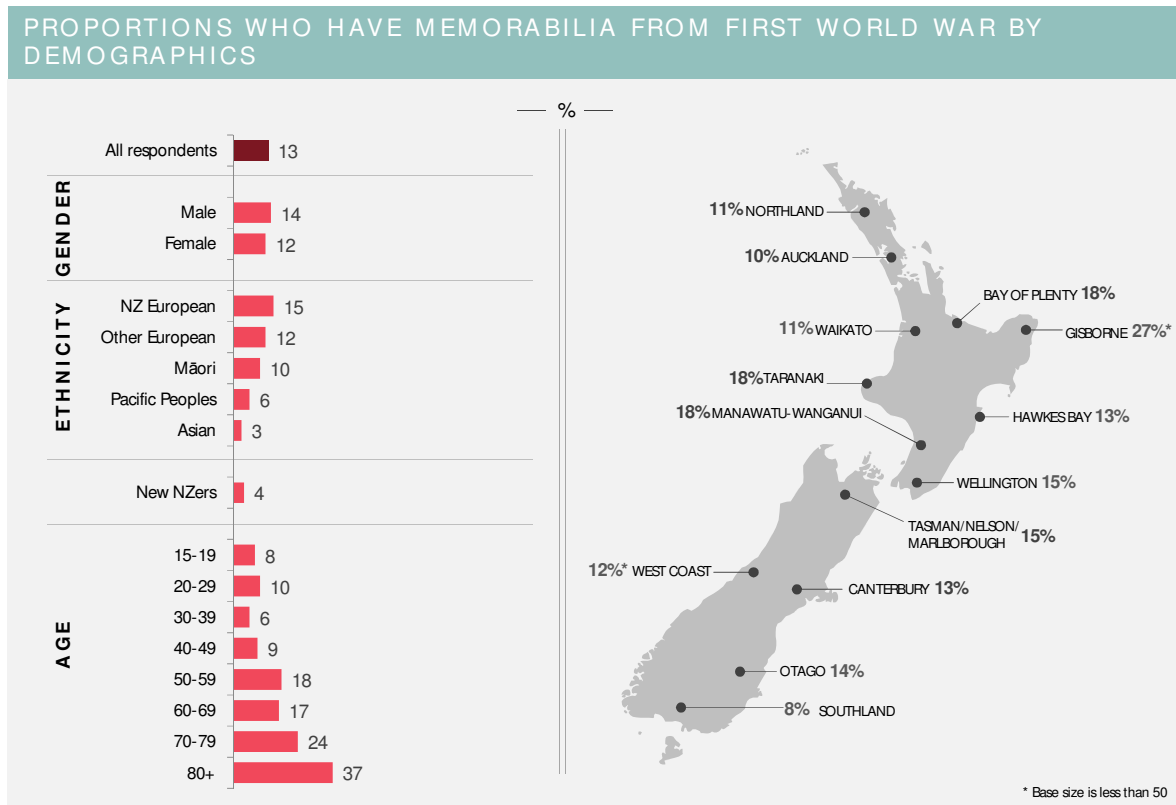 PROPORTIONS WHO HAVE MEMORABILIA FROM FIRST WORLD WAR BY
DEMOGRAPHICS
%
All respondents 13
GENDER
Male 14
Female 12
ETHNICITY
NZ European 15
Other European 12
Māori 10
Pacific Peoples 6
Asian 3
New NZers 4
AGE
15-19 8
20-29 10
30-39 6
40-49 9
50-59 18
60-69 17
70-79 24
80+ 37
11% NORTHLAND
10% AUCKLAND
BAY OF PLENTY 18%
11% WAIKATO
GISBORNE 27%*
18% TARANAKI
18% MANAWATU-WANGANUI
HAWKES BAY 13%
WELLINGTON 15%
TASMAN/NELSON/
MARLBOROUGH 15%
12%* WEST COAST
CANTERBURY 13%
OTAGO 14%
8% SOUTHLAND
* Base size is less than 50